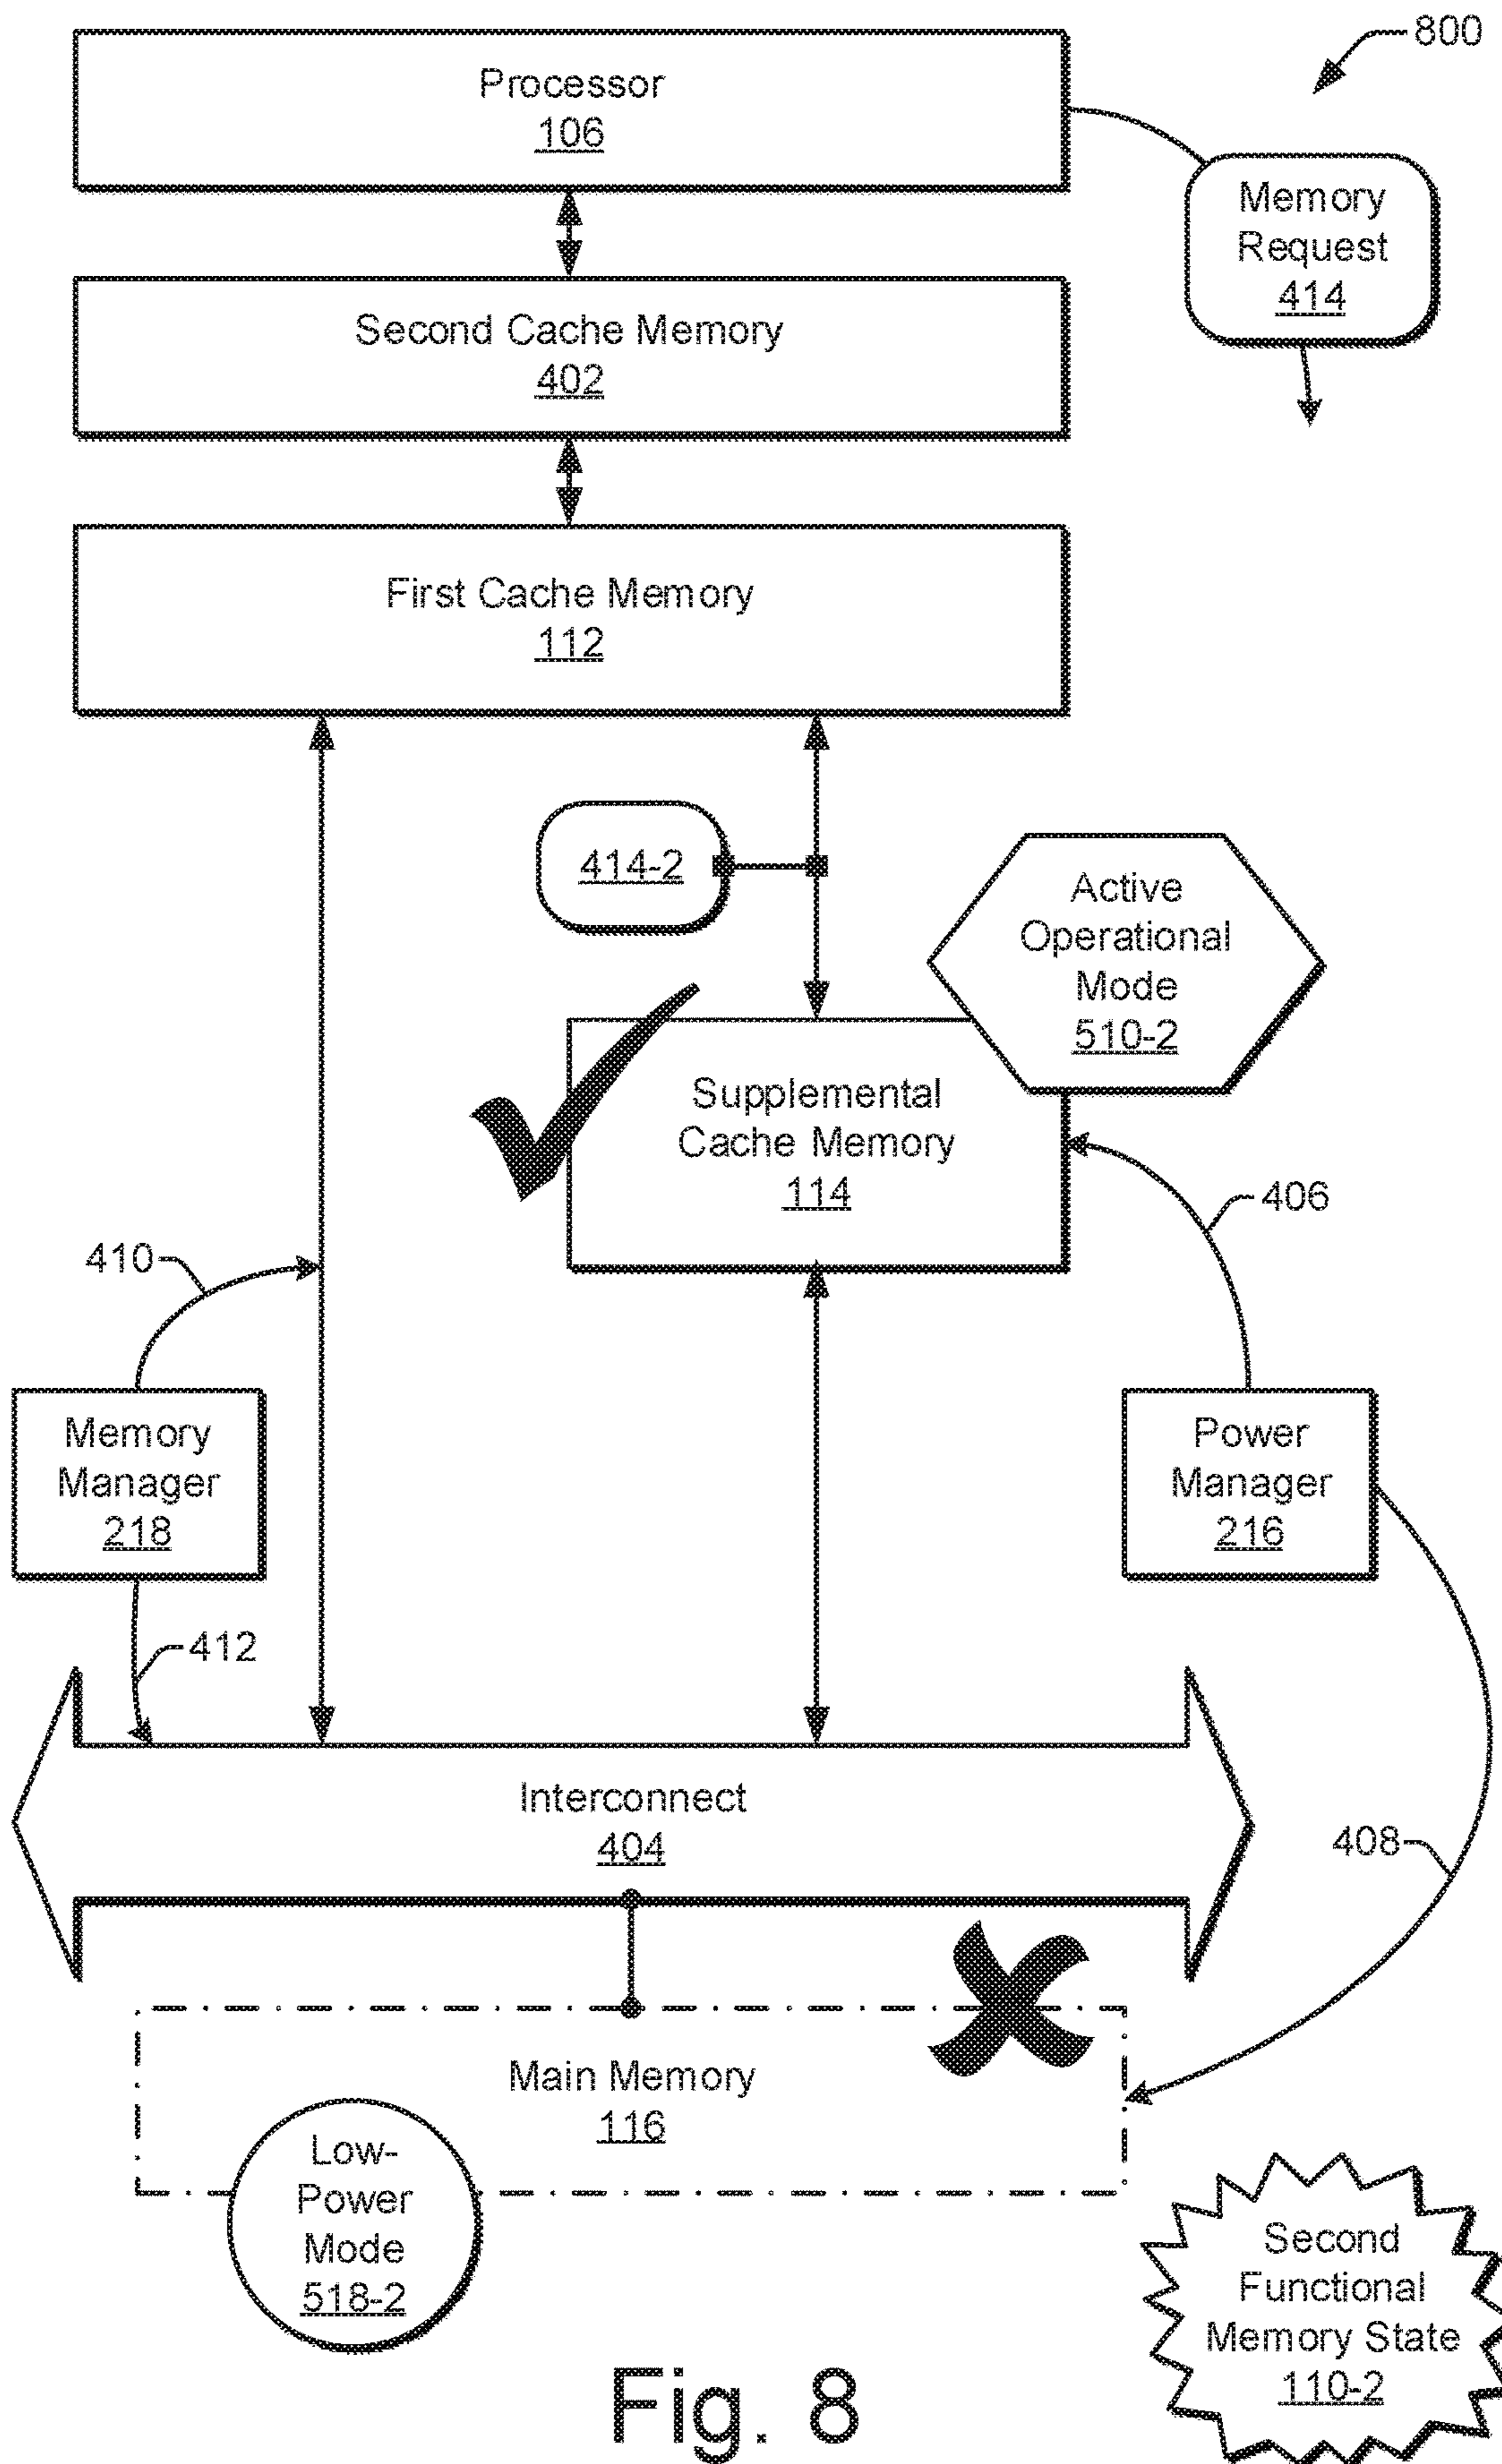 800
Processor
106
Memory
Request
414
Second Cache Memory
402
First Cache Memory
112
414-2
Active
Operational
Mode
510-2
Supplemental
Cache Memory
114
406
410
Memory
Manager
218
Power
Manager
216
412
Interconnect
404
408
Main Memory
116
Low-
Power
Mode
518-2
Second
Functional
Memory State
110-2
Fig. 8